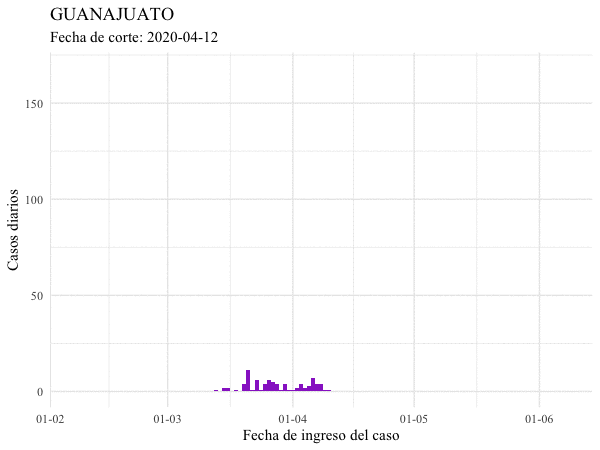 GUANAJUATO
Fecha de corte: 2020-04-12
Casos diarios
150
100
50
0
01-02 01-03 01-04 01-05 01-06
Fecha de ingreso del caso